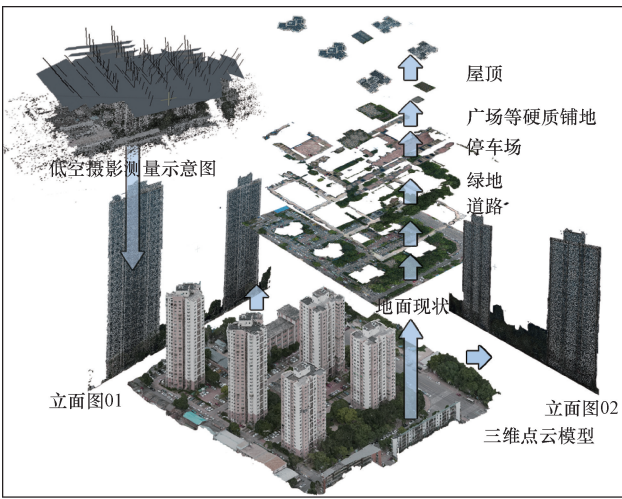 屋顶
广场等硬质铺地
停车场
低空摄影测量示意图
绿地
道路
地面现状
立面图01
立面图02
三维点云模型